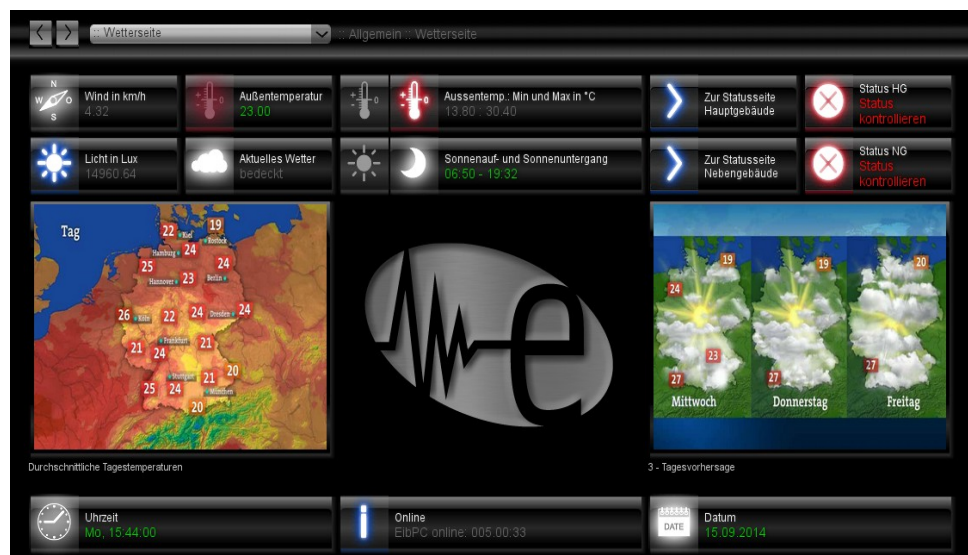 :: Wetterseite
:: Allgemein :: Wetterseite
N
W O
S
Wind in km/h
4.32
Außentemperatur
23.00
Aussentemp.: Min und Max in °C
13.80 : 30.40
Zur Statusseite
Hauptgebäude
Status HG
Status
kontrollieren
Licht in Lux
14960.64
Aktuelles Wetter
bedeckt
Sonnenauf- und Sonnenuntergang
06:50 - 19:32
Zur Statusseite
Nebengebäude
Status NG
Status
kontrollieren
Tag
22 Kiel 19
Rostock
Hamburg 24
25 24
Hannover 23 Berlin
26 Köln 22 24 Dresden 24
Frankfurt
21 24 21
Stuttgart 21 20
25 24 München
20
e
19 19 20
24
23
27 27 27
Mittwoch Donnerstag Freitag
Durchschnittliche Tagestemperaturen
3 - Tagesvorhersage
Uhrzeit
Mo, 15:44:00
Online
EibPC online: 005.00:33
DATE
Datum
15.09.2014